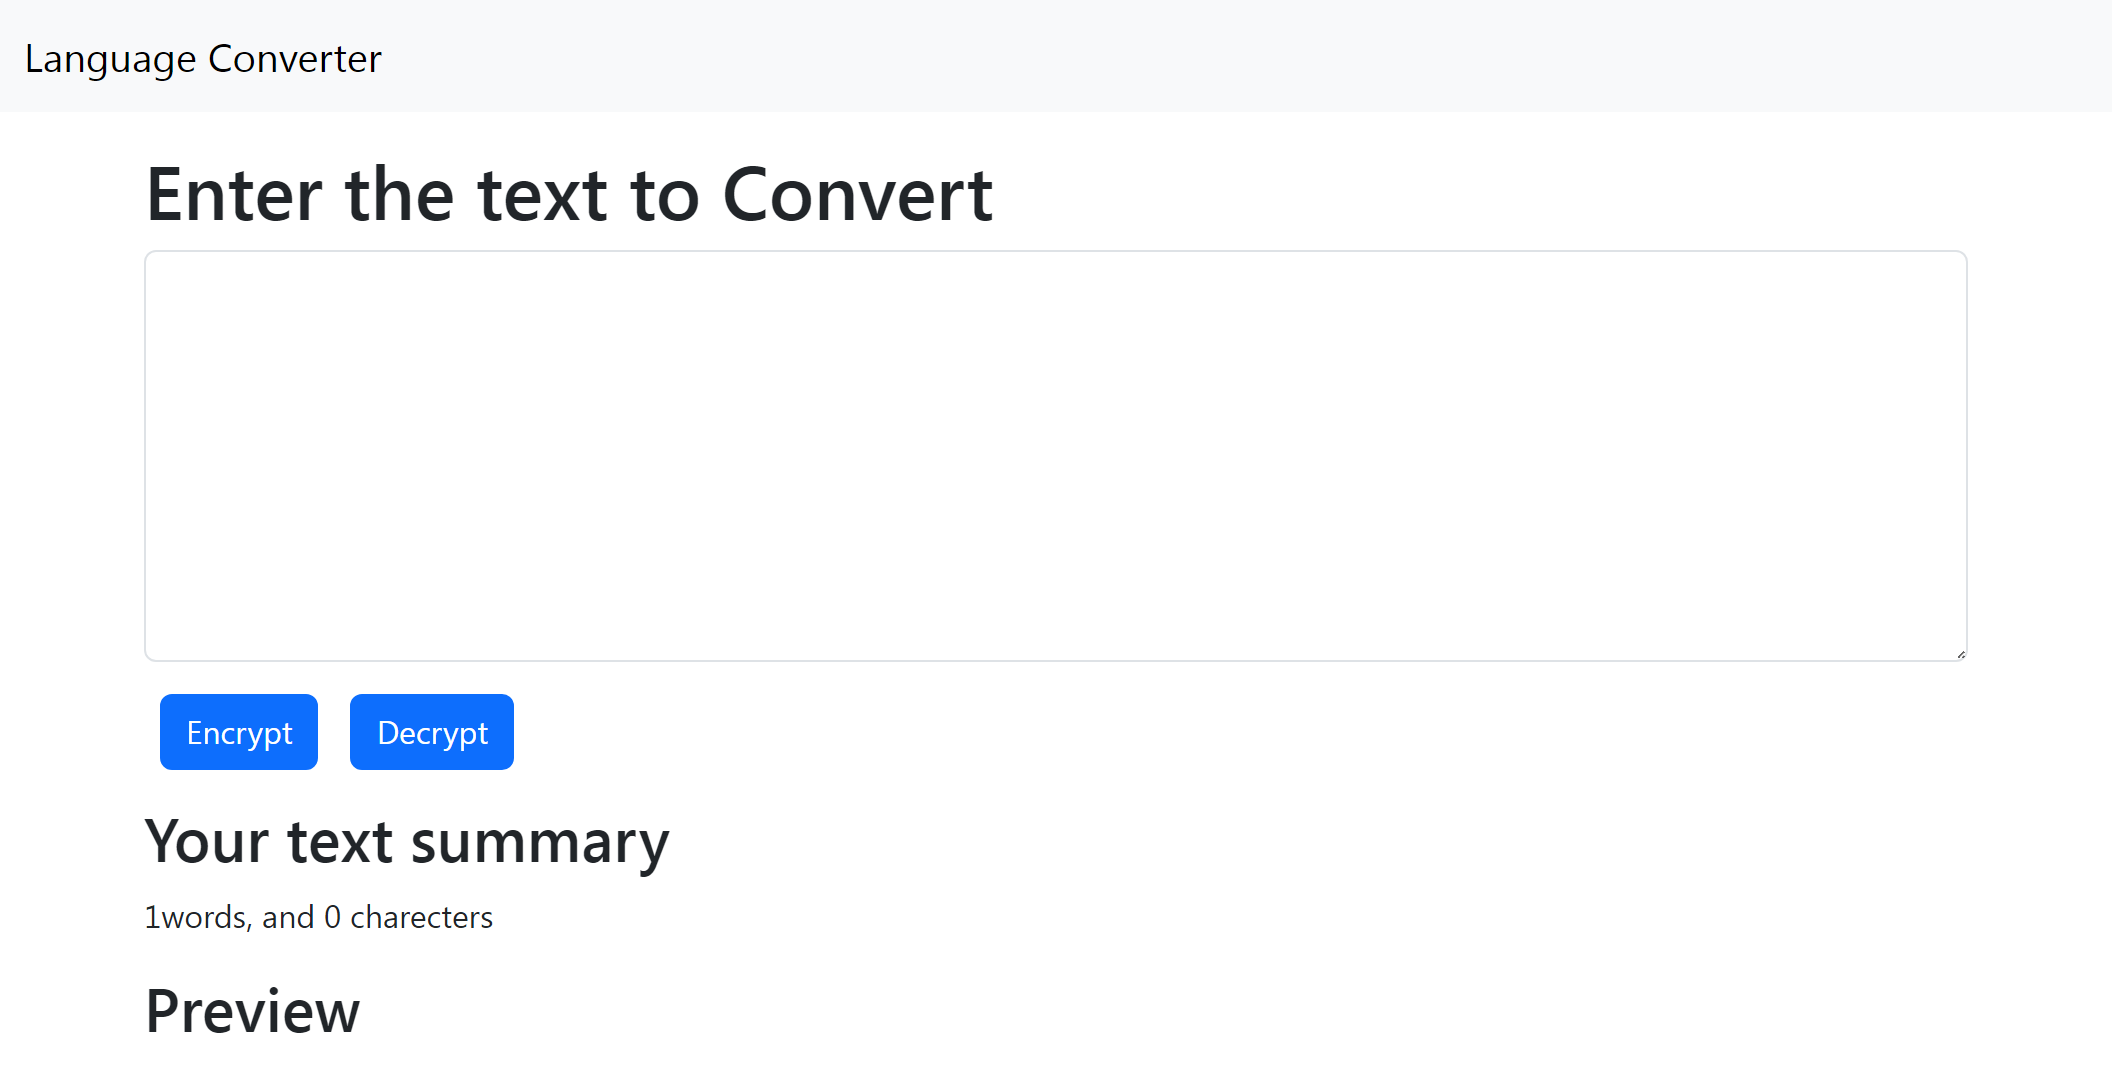 Language Converter
Enter the text to Convert
Encrypt Decrypt
Your text summary
1words, and 0 charecters
Preview